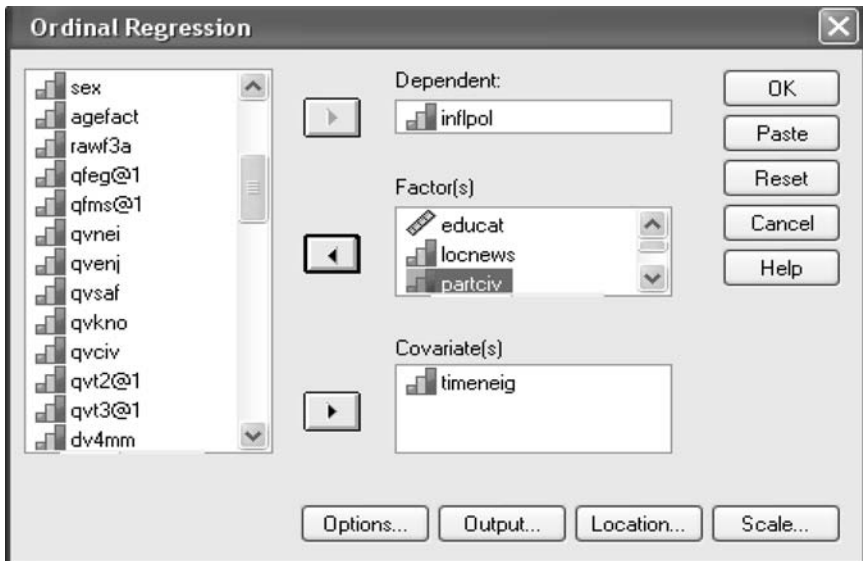 Ordinal Regression
sex
agefact
rawf3a
qfeg@1
qfms@1
qvnei
qvenj
qvsaf
qvkno
qvciv
qvt2@1
qvt3@1
dv4mm
Dependent:
inflpol
Factor(s)
educat
locnews
partciv
Covariate(s)
timeneig
OK
Paste
Reset
Cancel
Help
Options...
Output...
Location...
Scale...